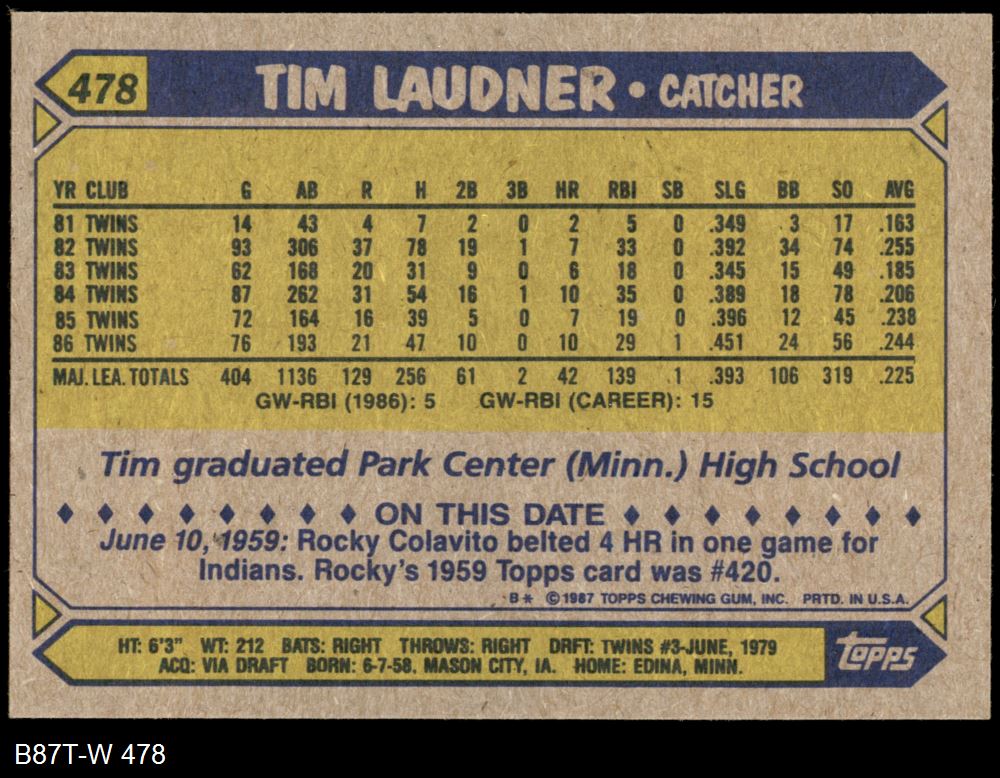 478 TIM LAUDNER • CATCHER
YR CLUB G AB R H 2B 3B HR RBI SB SLG BB SO AVG
81 TWINS 14 43 4 7 2 0 2 5 0 .349 3 17 .163
82 TWINS 93 306 37 78 19 1 7 33 0 .392 34 74 .255
83 TWINS 62 168 20 31 9 0 6 18 0 .345 15 49 .185
84 TWINS 87 262 31 54 16 1 10 35 0 .389 18 78 .206
85 TWINS 72 164 16 39 5 0 7 19 0 .396 12 45 .238
86 TWINS 76 193 21 47 10 0 10 29 1 .451 24 56 .244
MAJ. LEA. TOTALS 404 1136 129 256 61 2 42 139 1 .393 106 319 .225
GW-RBI (1986): 5 GW-RBI (CAREER): 15
Tim graduated Park Center (Minn.) High School
♦ ♦ ♦ ♦ ♦ ♦ ♦ ♦ ON THIS DATE ♦ ♦ ♦ ♦ ♦ ♦ ♦ ♦
June 10, 1959: Rocky Colavito belted 4 HR in one game for
Indians. Rocky's 1959 Topps card was #420.
B* ©1987 TOPPS CHEWING GUM, INC. PRTD. IN U.S.A.
HT: 6'3" WT: 212 BATS: RIGHT THROWS: RIGHT DRFT: TWINS #3-JUNE, 1979
ACQ: VIA DRAFT BORN: 6-7-58, MASON CITY, IA. HOME: EDINA, MINN.
topps
B87T-W 478